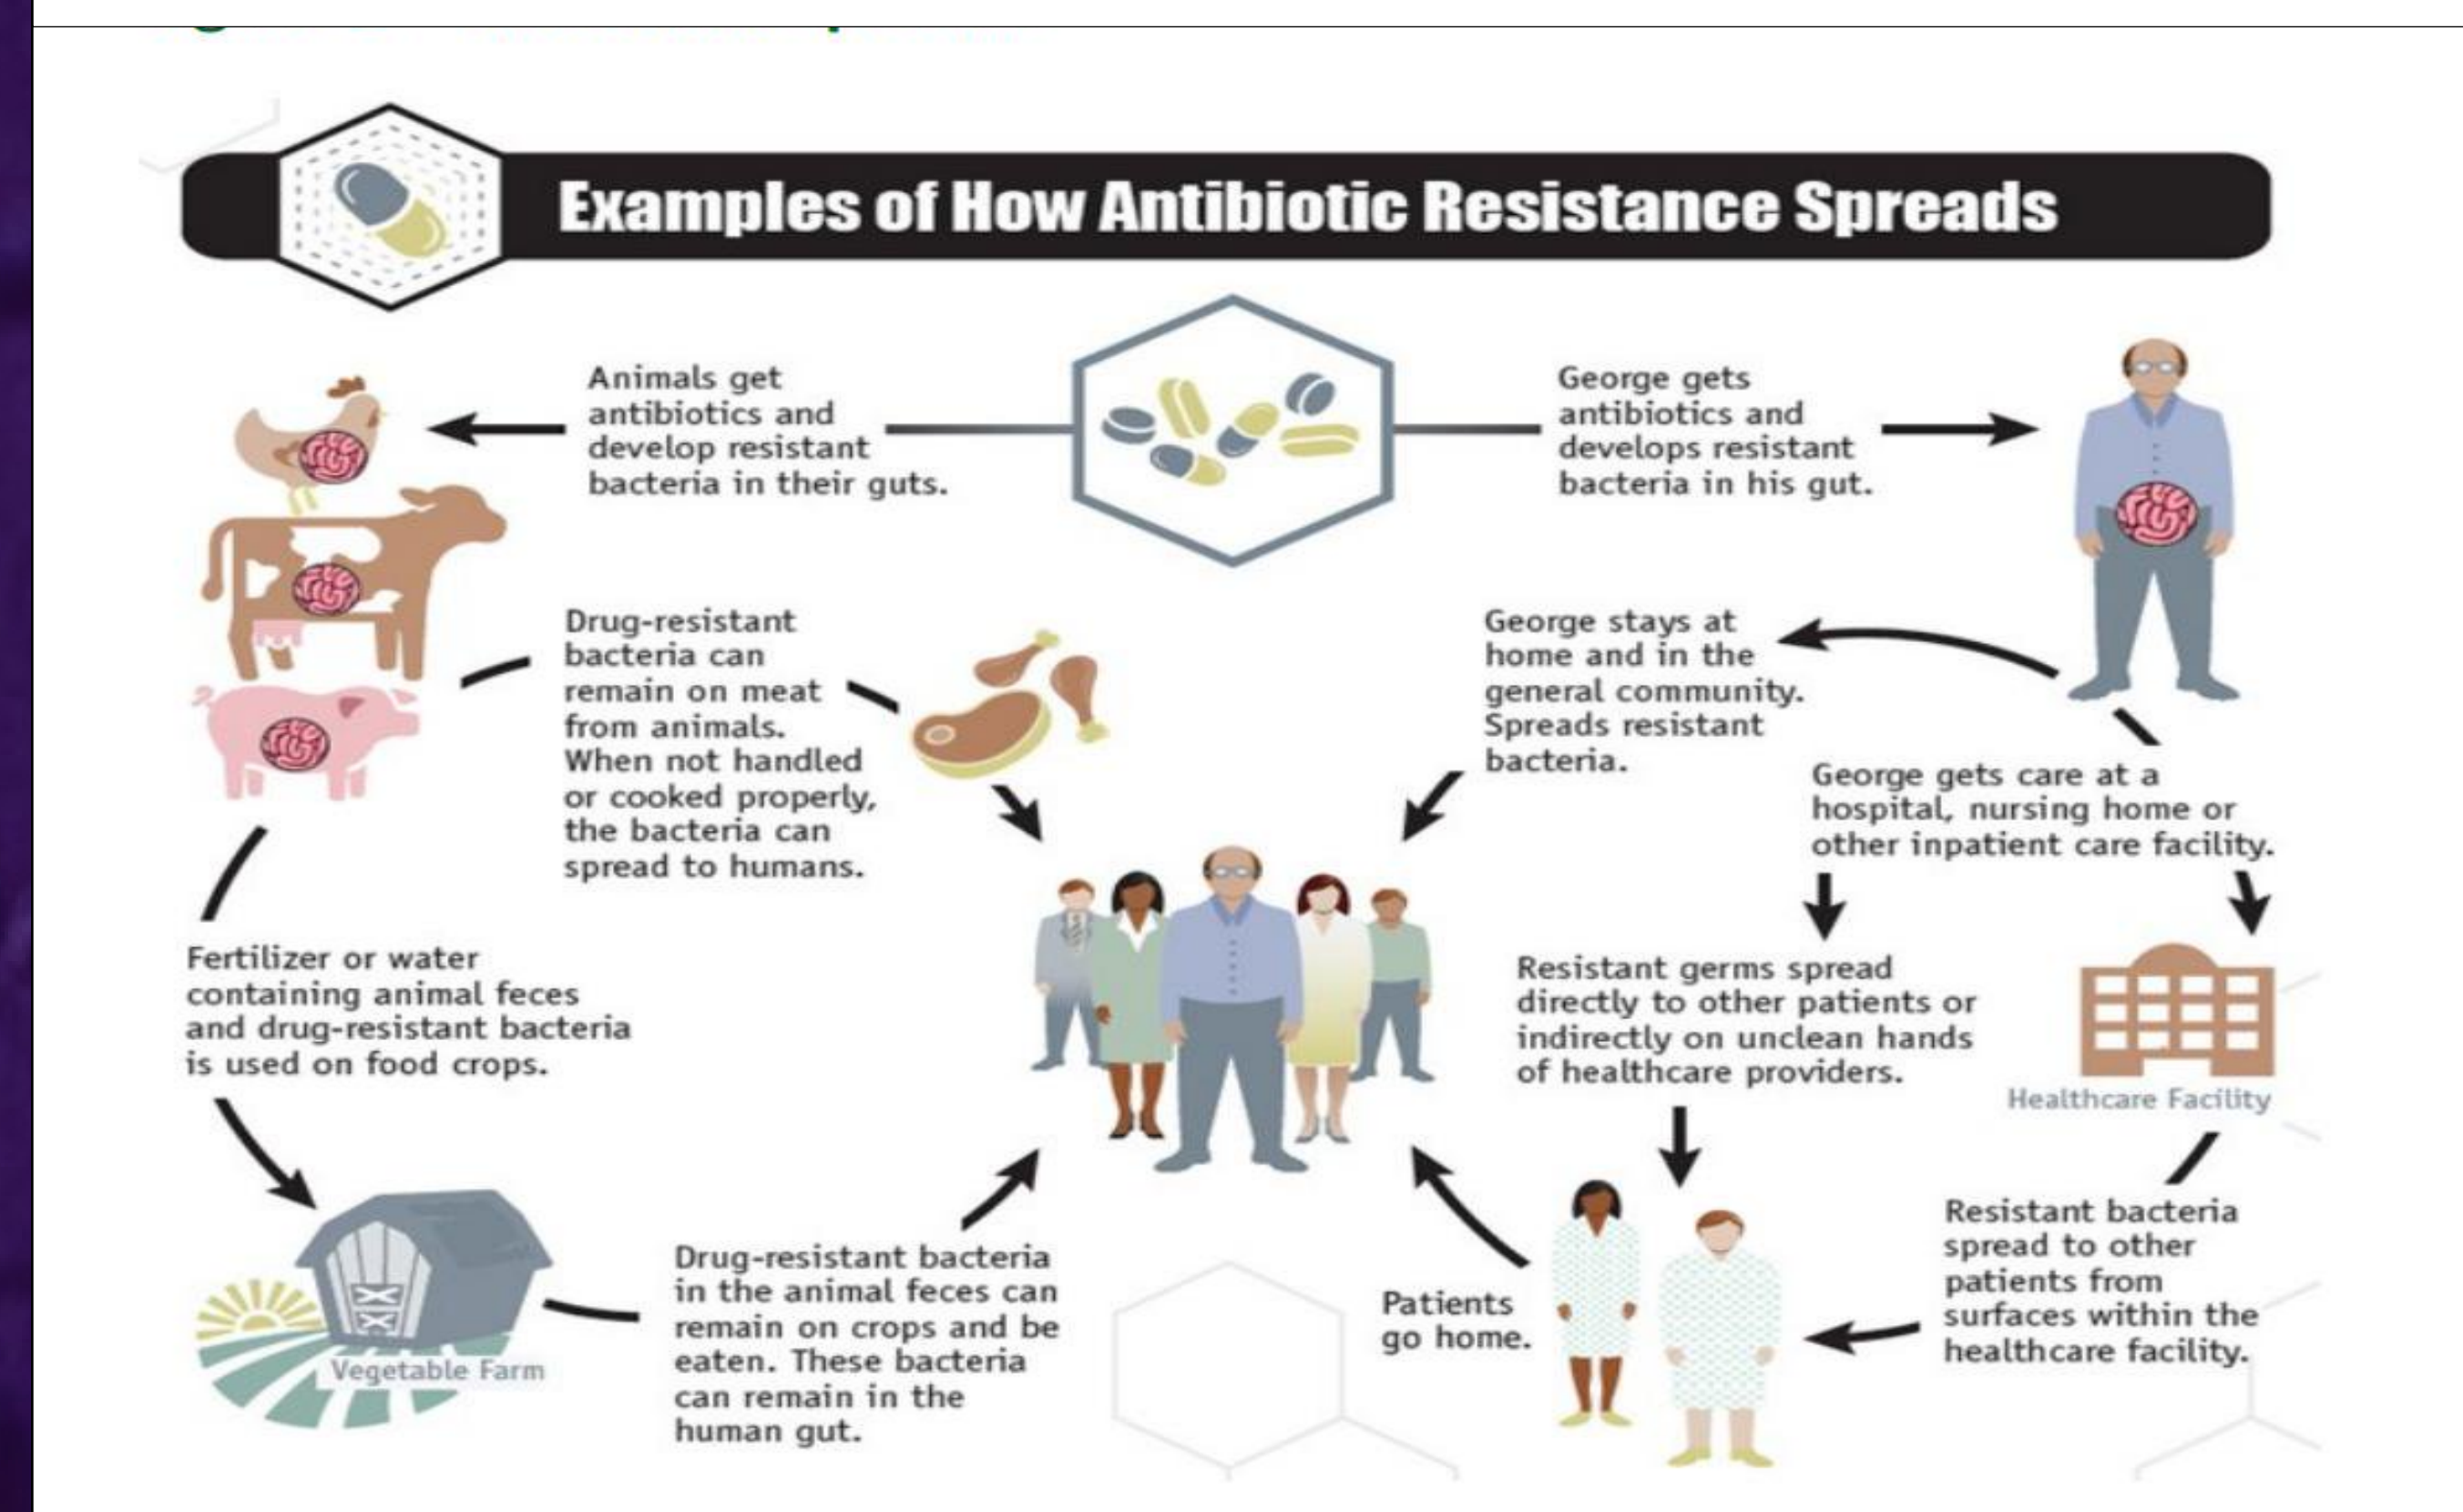 Examples of How Antibiotic Resistance Spreads
Animals get
antibiotics and
develop resistant
bacteria in their guts.
George gets
antibiotics and
develops resistant
bacteria in his gut.
Drug-resistant
bacteria can
remain on meat
from animals.
When not handled
or cooked properly,
the bacteria can
spread to humans.
George stays at
home and in the
general community.
Spreads resistant
bacteria.
George gets care at a
hospital, nursing home or
other inpatient care facility.
Fertilizer or water
containing animal feces
and drug-resistant bacteria
is used on food crops.
Resistant germs spread
directly to other patients or
indirectly on unclean hands
of healthcare providers.
Healthcare Facility
Vegetable Farm
Drug-resistant bacteria
in the animal feces can
remain on crops and be
eaten. These bacteria
can remain in the
human gut.
Patients
go home.
Resistant bacteria
spread to other
patients from
surfaces within the
healthcare facility.